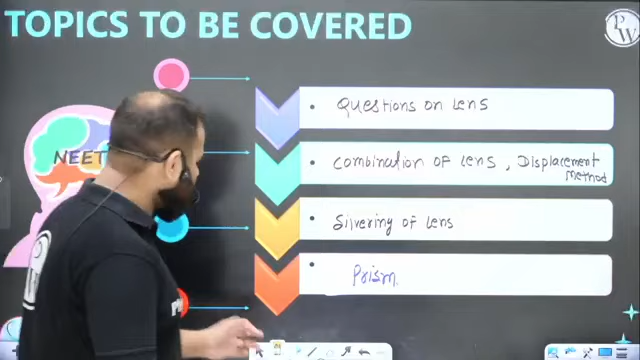 TOPICS TO BE COVERED
PW
Questions on Lens
NEET
Combination of Lens, Displacement
Method
Silvering of Lens
Prism